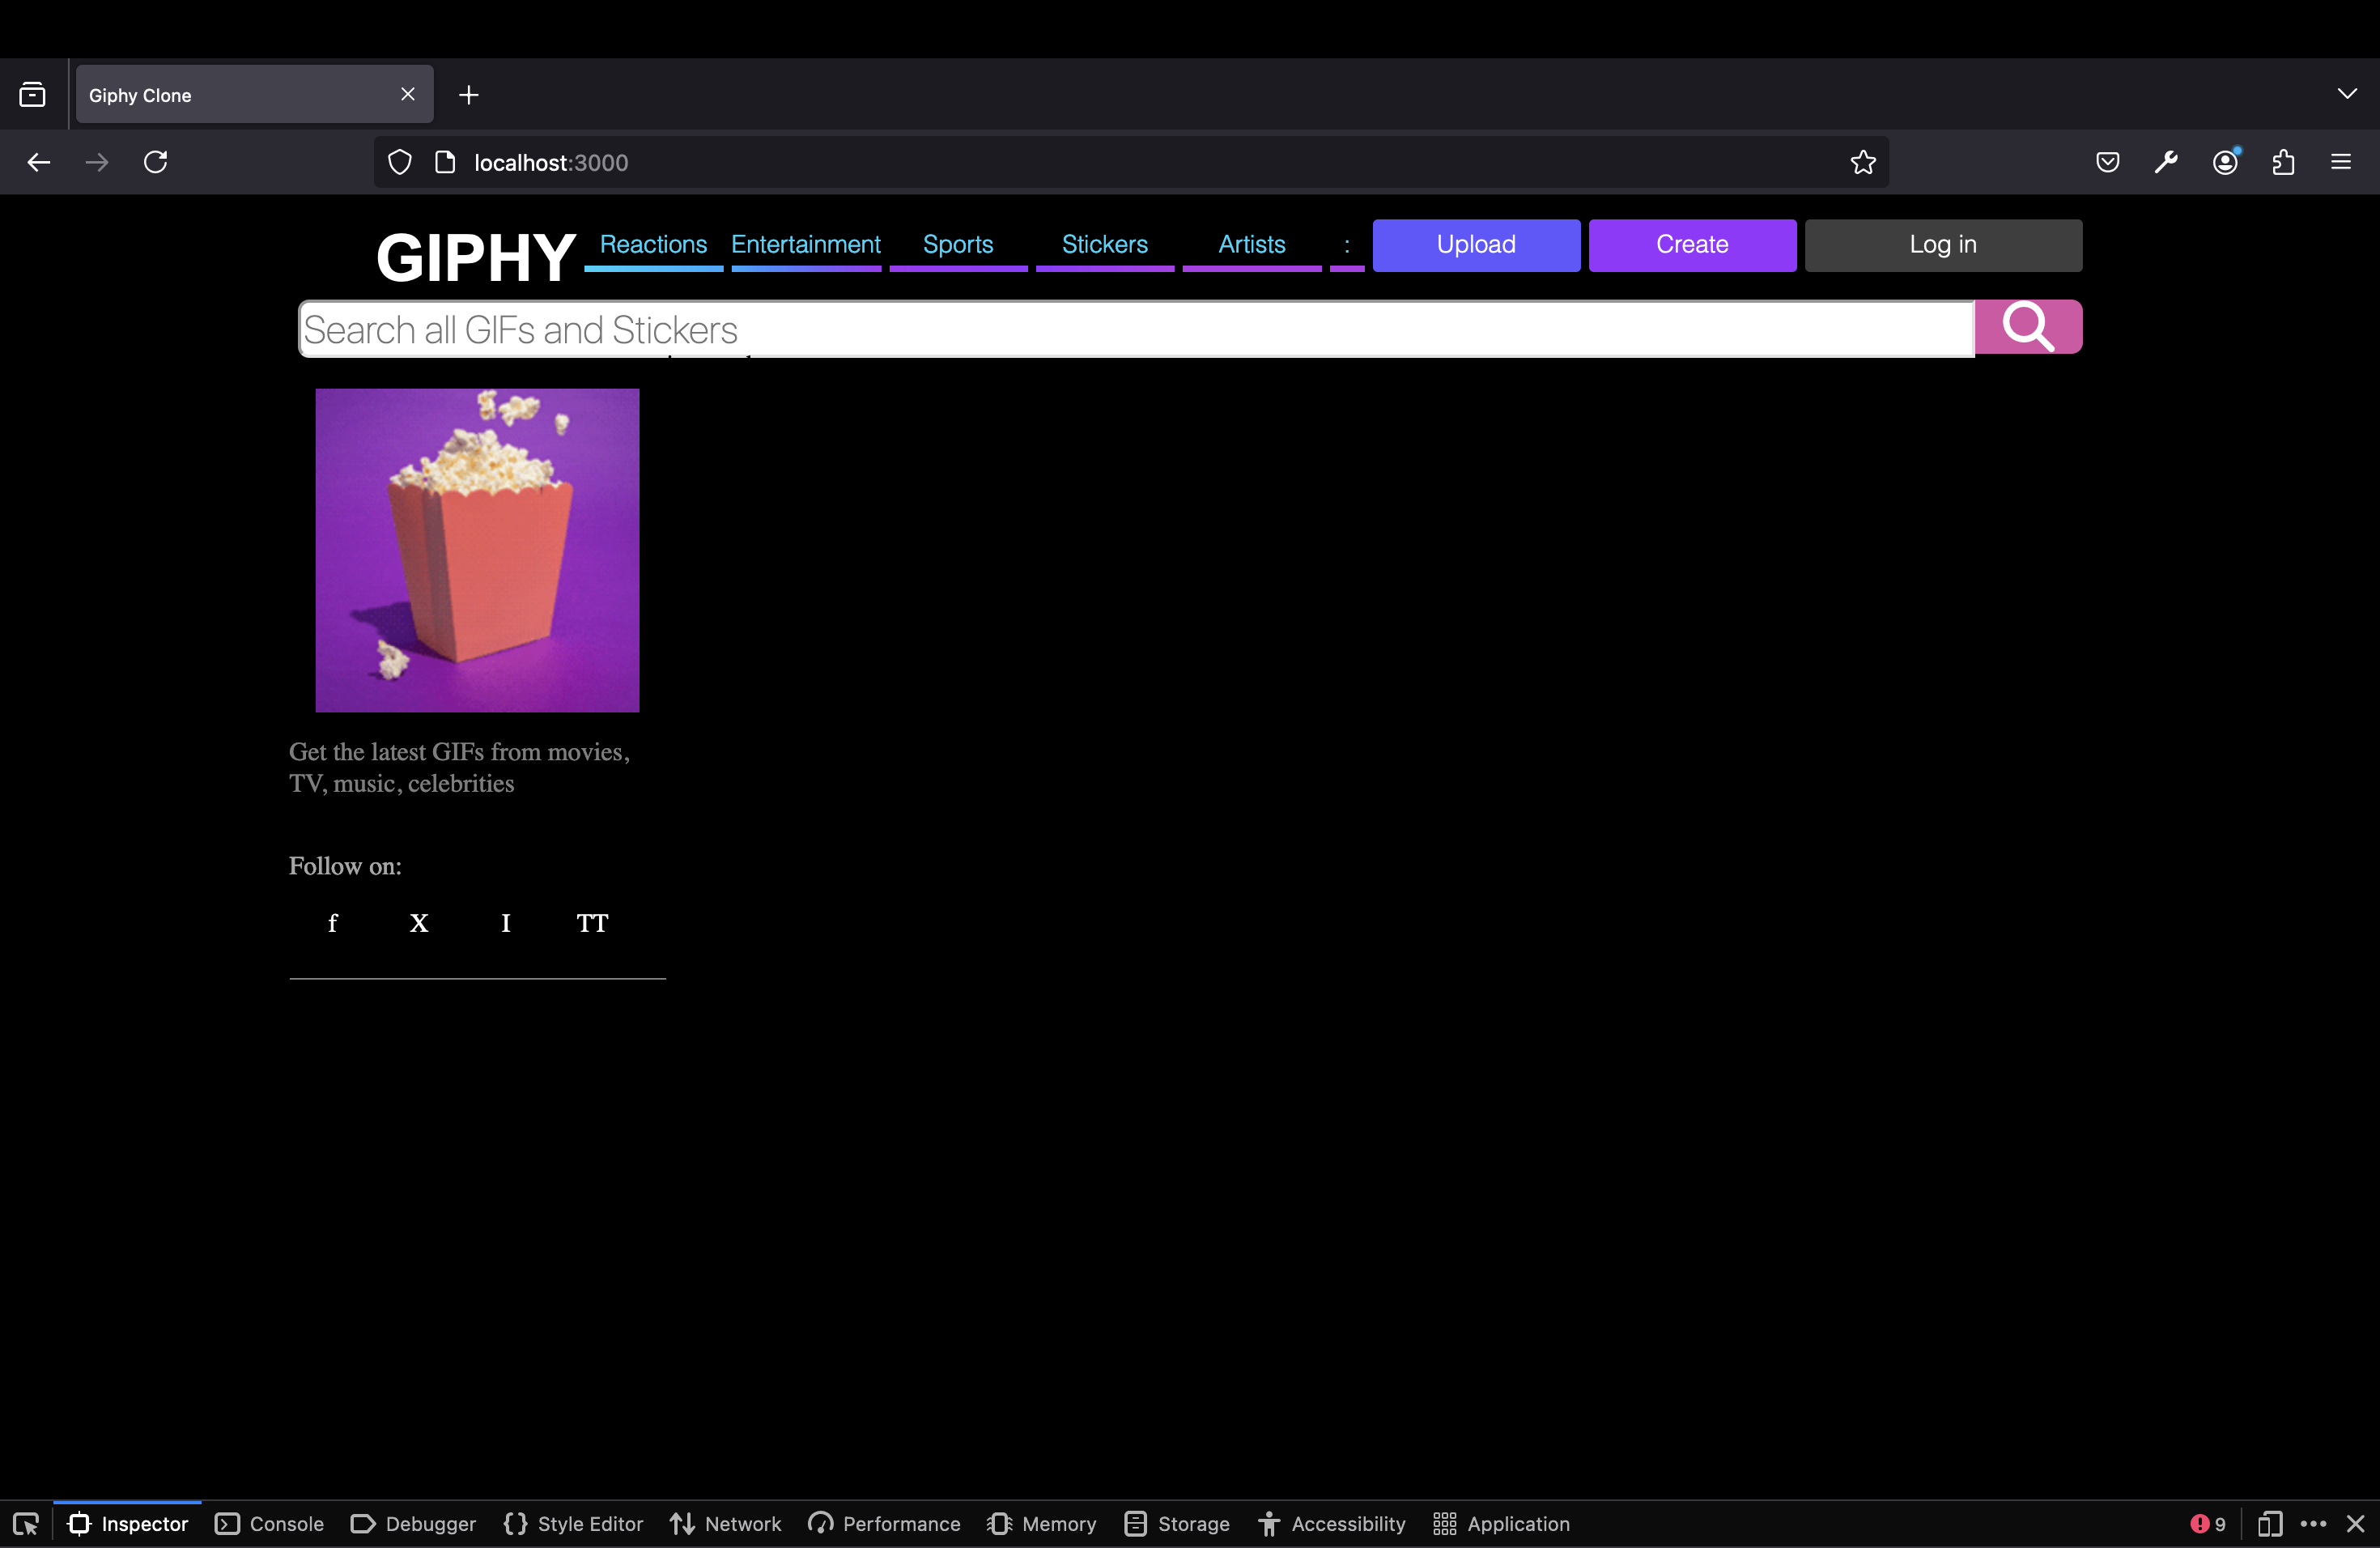 Giphy Clone
localhost:3000
GIPHY Reactions Entertainment Sports Stickers Artists : Upload Create Log in
Search all GIFs and Stickers
Get the latest GIFs from movies,
TV, music, celebrities
Follow on:
f X I TT
Inspector Console Debugger Style Editor Network Performance Memory Storage Accessibility Application 9